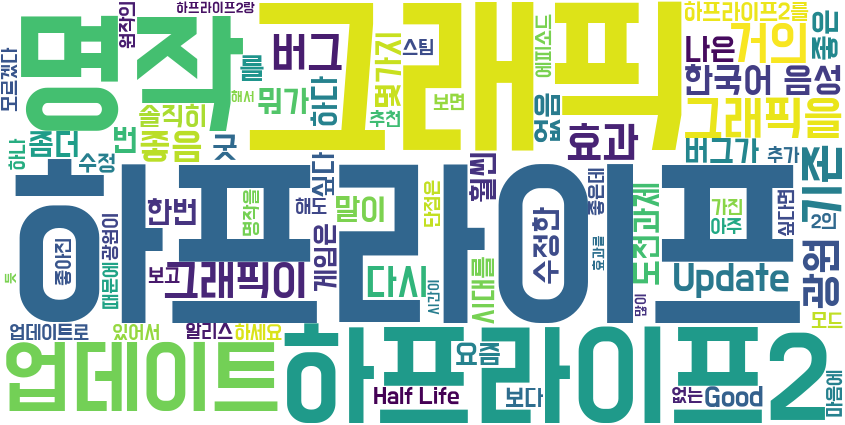 하프라이프2랑
원작의
명작
그래픽
하프라이프2를
모르겠다
를
버그
스팀
에피소드
나은
거의
좋은
뭐가
하다
몇가지
한국어 음성
해서
보면
솔직히
추천
없음
그래픽을
하나
좀더
번
좋음
굿
효과
버그가
추가
수정
하프라이프
한번
명작을
싶다
해도
말이
단점은
훨씬
좋은데
도전과제
가진
아주
싶다면
2의
기존
듯
좋아진
광원이
때문에
보고
그래픽이
게임은
다시
시간이
시대를
수정한
효과를
많이
Update
광원
모드
업데이트로
있어서
알리스
하세요
업데이트
하프라이프2
요즘
Half Life
보다
없는
Good
마음에